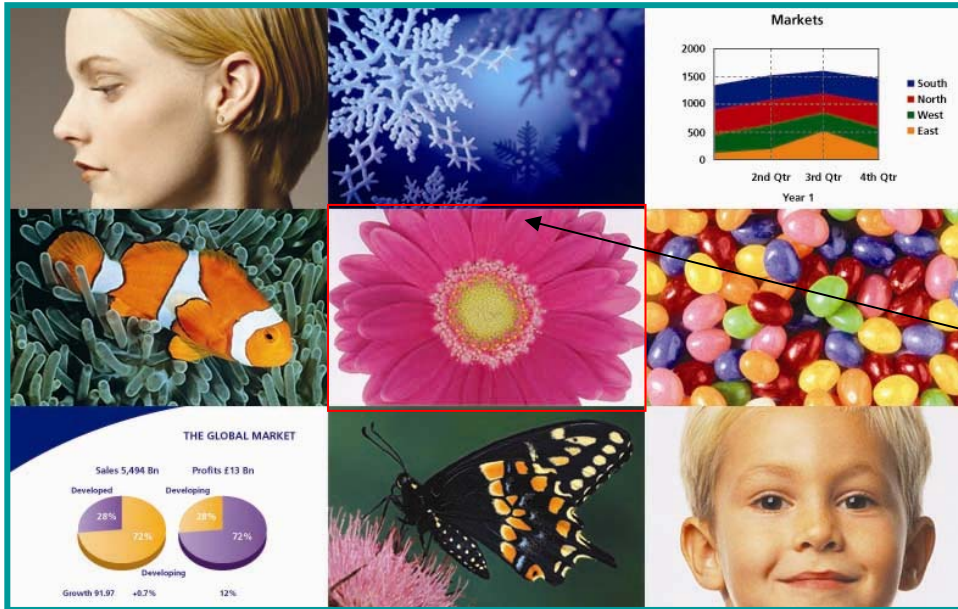 Markets
2000
1500
1000
500
0
South
North
West
East
2nd Qtr 3rd Qtr 4th Qtr
Year 1
THE GLOBAL MARKET
Sales 5,494 Bn Profits £13 Bn
Developed Developing
28% 72% 28% 72%
Developing
Growth 91.97 +0.7% 12%